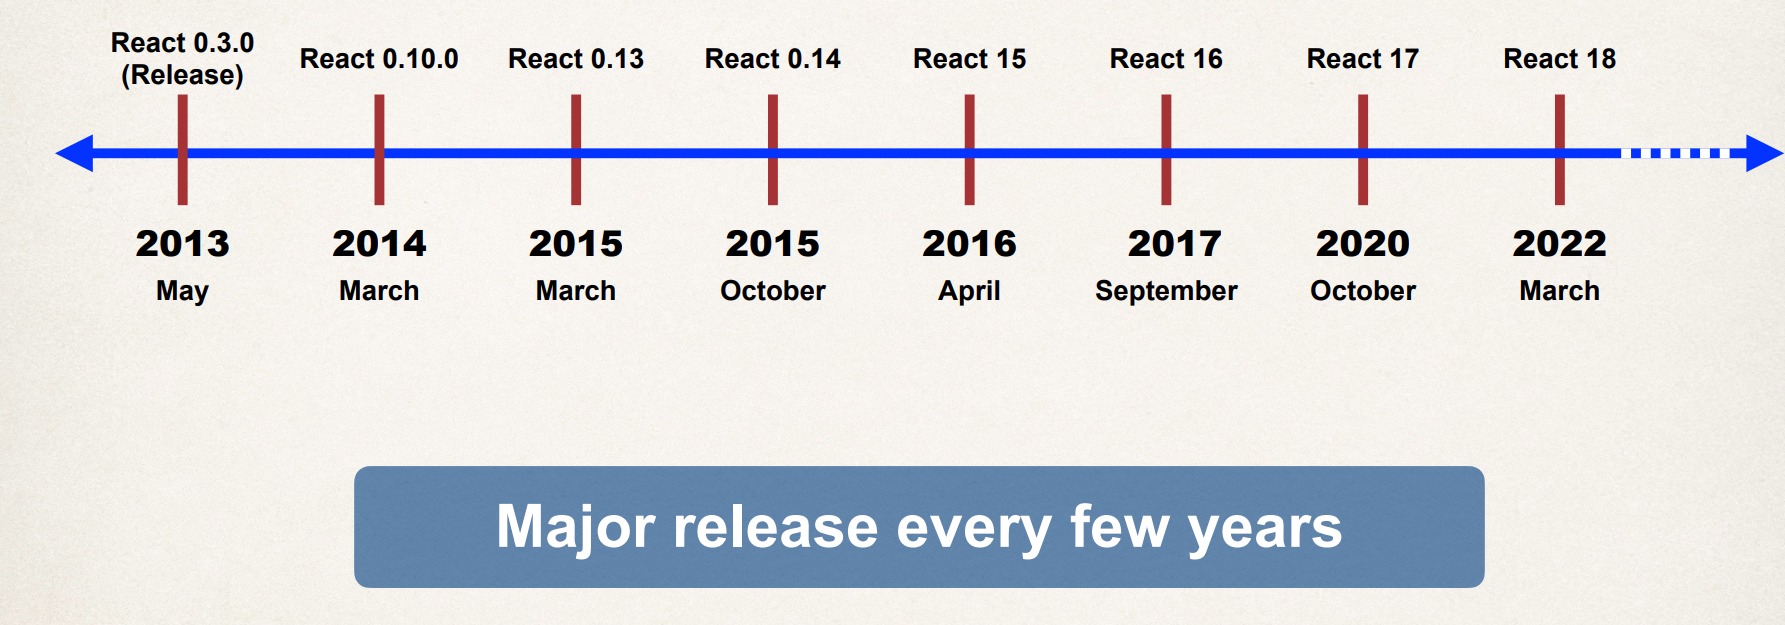 React 0.3.0
(Release)
React 0.10.0
React 0.13
React 0.14
React 15
React 16
React 17
React 18
2013
May
2014
March
2015
March
2015
October
2016
April
2017
September
2020
October
2022
March
Major release every few years